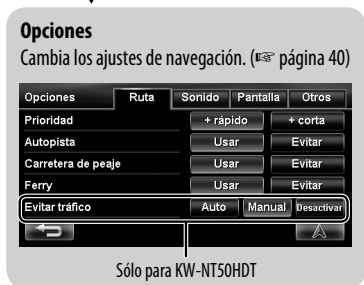 Opciones
Cambia los ajustes de navegación. (☞ página 40)
Opciones Ruta Sonido Pantalla Otros
Prioridad + rápido + corta
Autopista Usar Evitar
Carretera de peaje Usar Evitar
Ferry Usar Evitar
Evitar tráfico Auto Manual Desactivar
Sólo para KW-NT50HDT